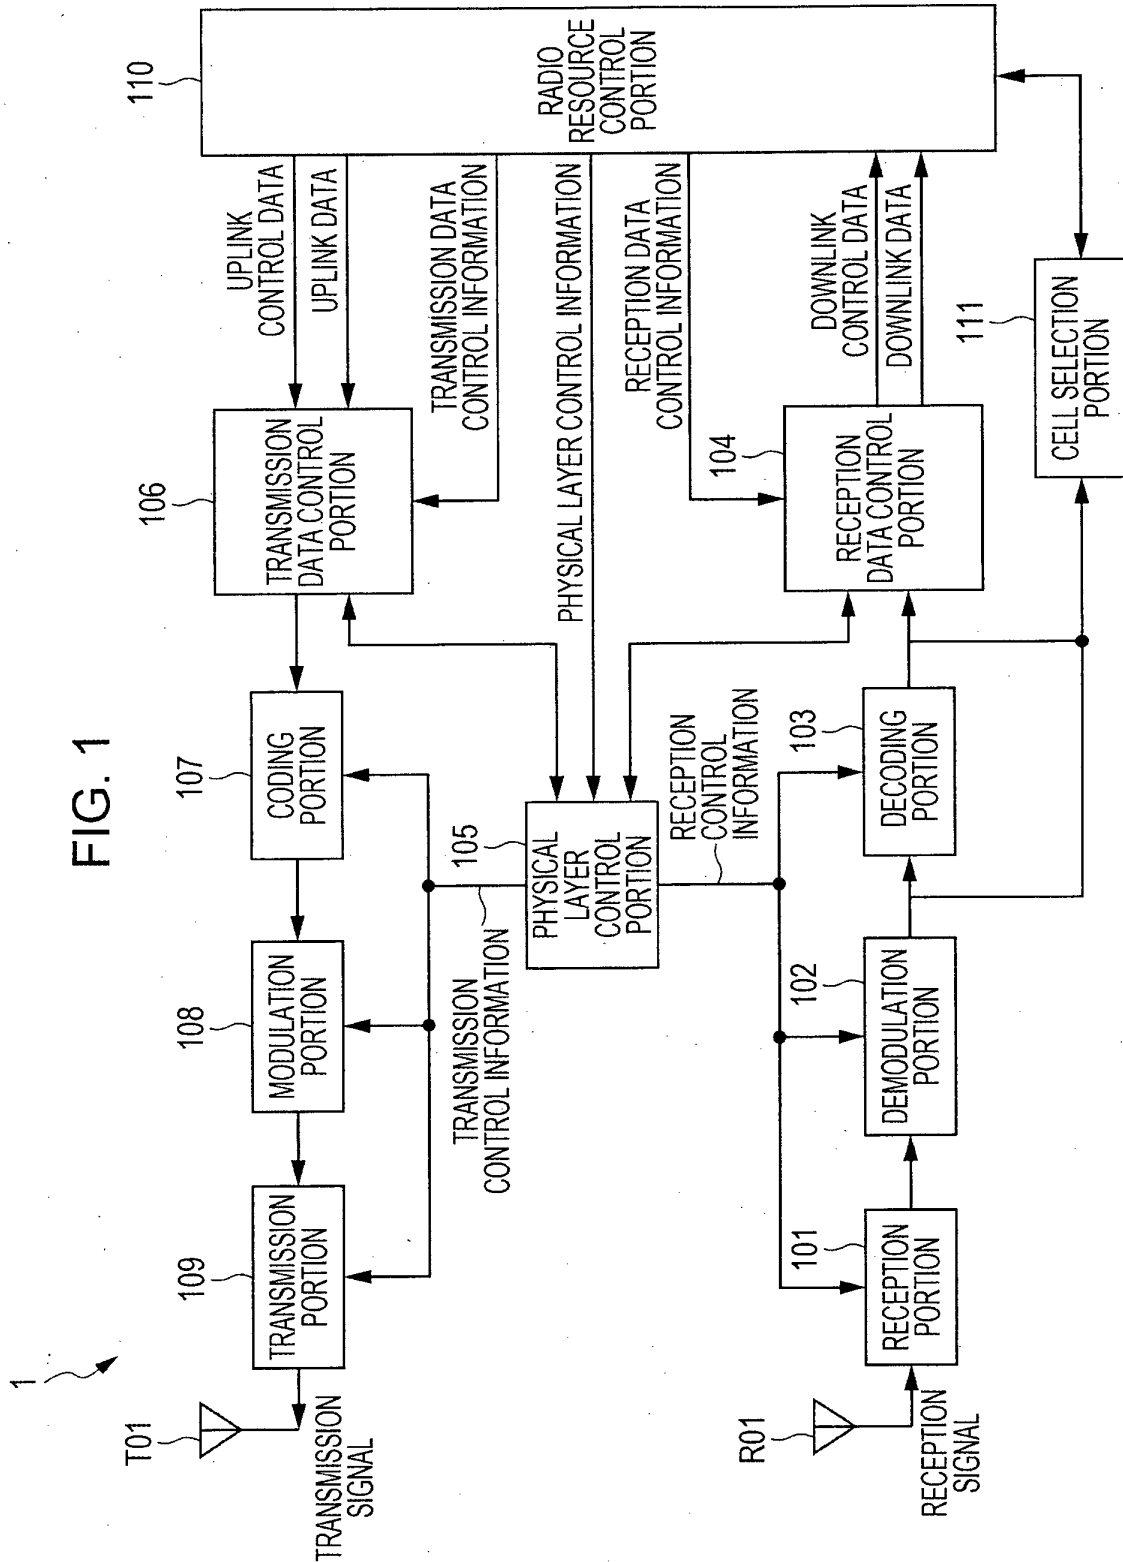 FIG. 1
1
T01
TRANSMISSION
SIGNAL
109
TRANSMISSION
PORTION
108
MODULATION
PORTION
107
CODING
PORTION
106
TRANSMISSION
DATA CONTROL
PORTION
UPLINK
CONTROL DATA
UPLINK DATA
TRANSMISSION DATA
CONTROL INFORMATION
110
RADIO
RESOURCE
CONTROL
PORTION
TRANSMISSION
CONTROL INFORMATION
105
PHYSICAL
LAYER
CONTROL
PORTION
PHYSICAL LAYER CONTROL INFORMATION
RECEPTION
CONTROL
INFORMATION
RECEPTION DATA
CONTROL INFORMATION
R01
RECEPTION
SIGNAL
101
RECEPTION
PORTION
102
DEMODULATION
PORTION
103
DECODING
PORTION
104
RECEPTION
DATA CONTROL
PORTION
DOWNLINK
CONTROL DATA
DOWNLINK DATA
111
CELL SELECTION
PORTION